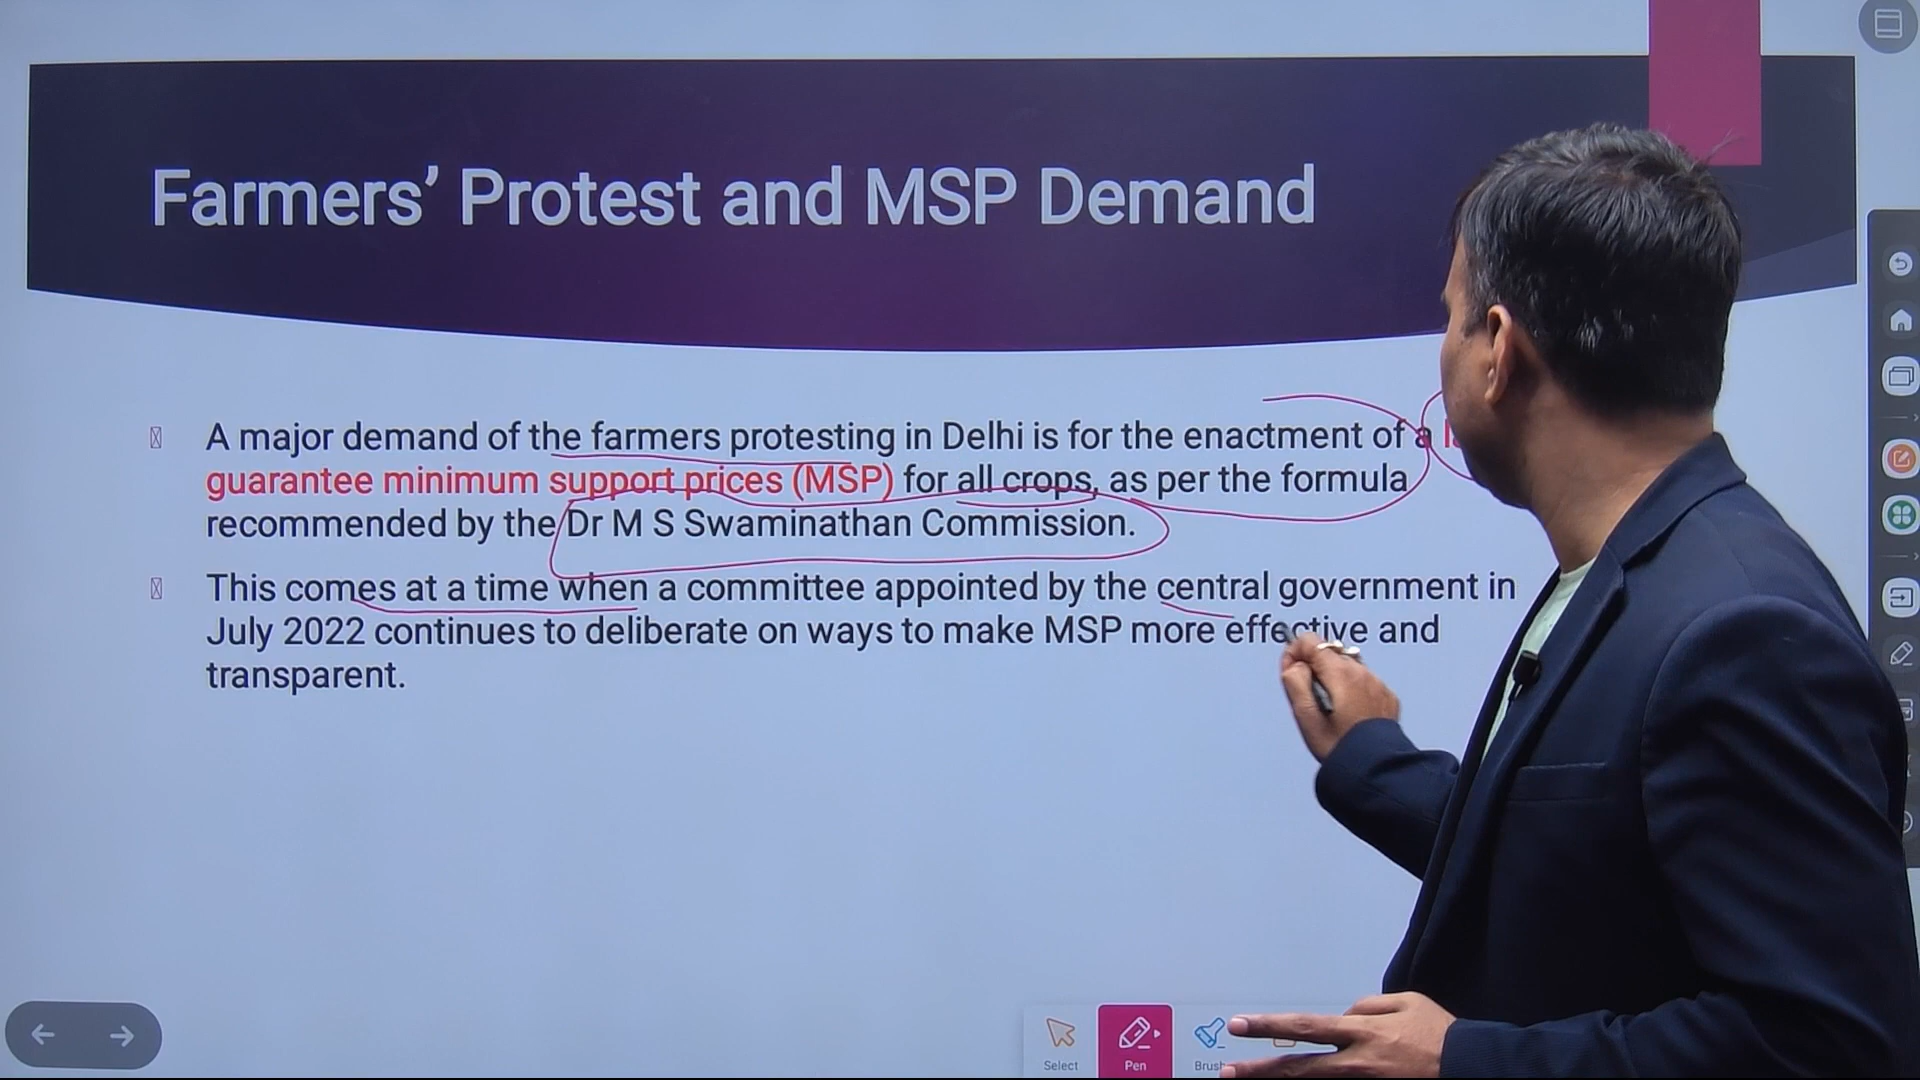 Farmers’ Protest and MSP Demand
A major demand of the farmers protesting in Delhi is for the enactment of a
guarantee minimum support prices (MSP) for all crops, as per the formula
recommended by the Dr M S Swaminathan Commission.
This comes at a time when a committee appointed by the central government in
July 2022 continues to deliberate on ways to make MSP more effective and
transparent.
Select
Pen
Brush